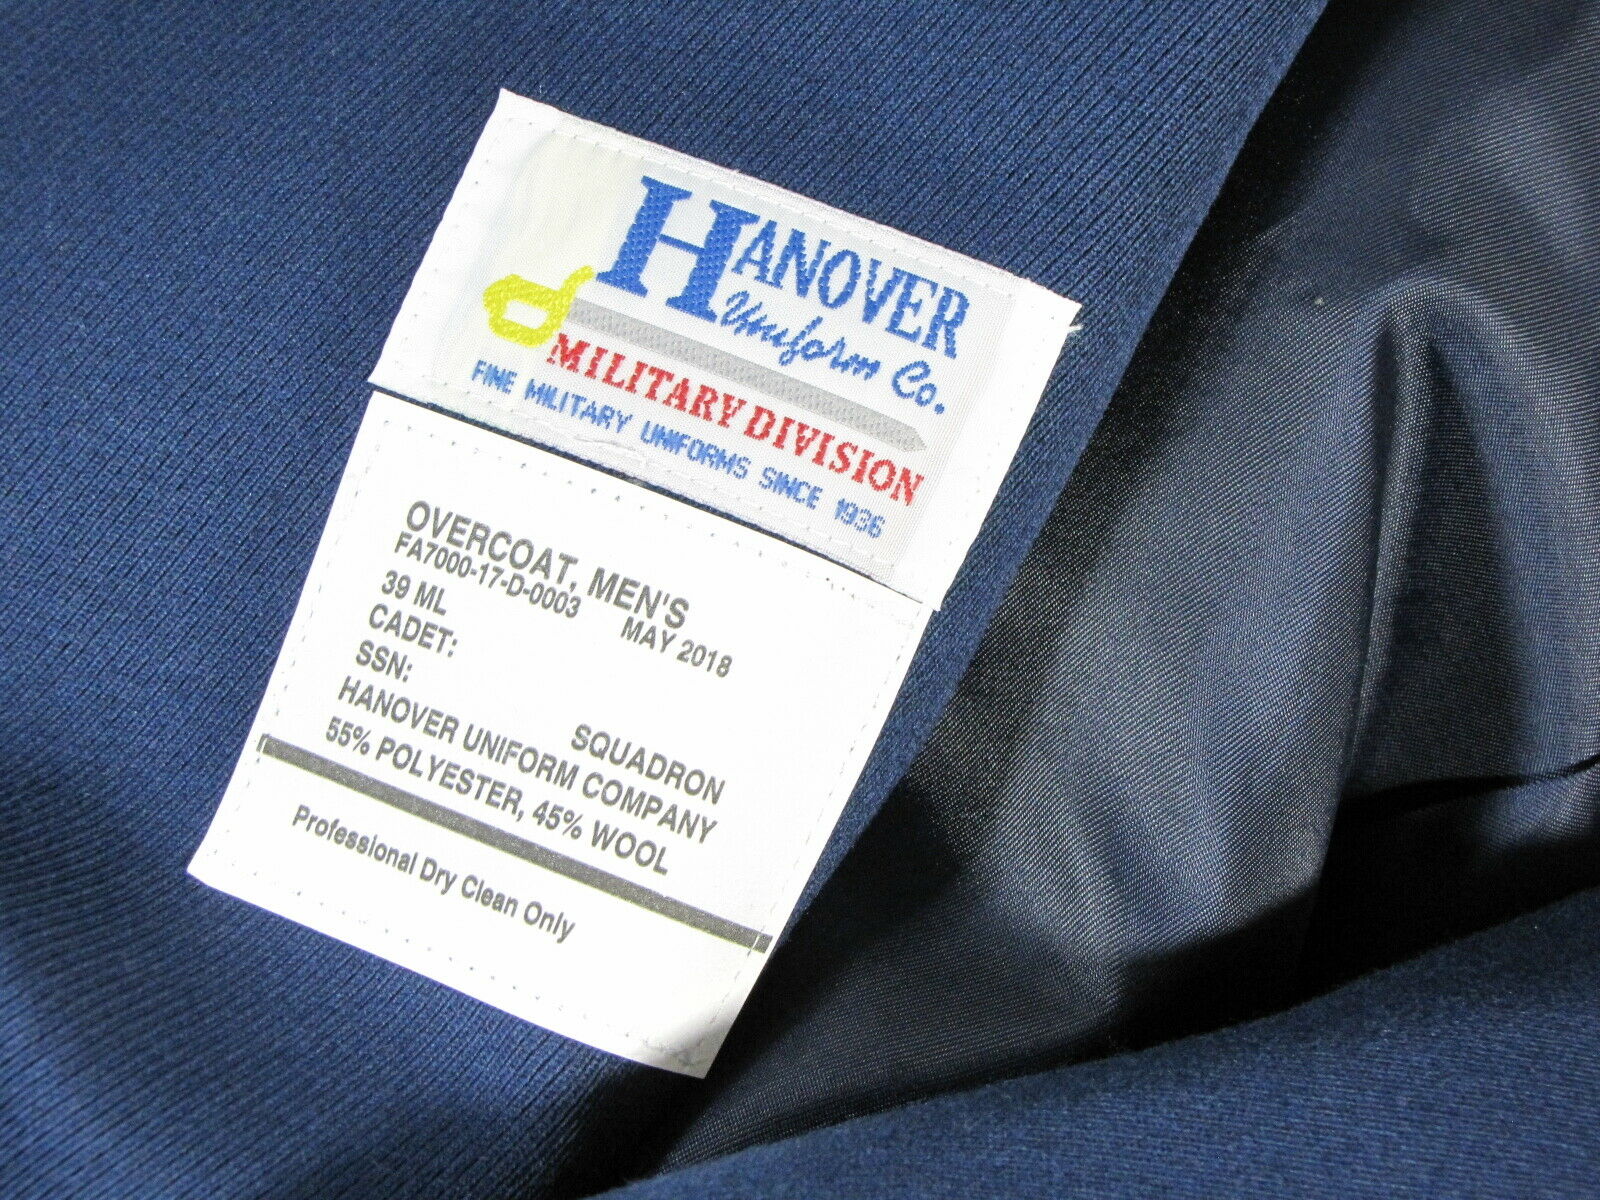 HANOVER
Uniform Co.
MILITARY DIVISION
FINE MILITARY UNIFORMS SINCE 1936
OVERCOAT, MEN'S
FA7000-17-D-0003 MAY 2018
39 ML
CADET:
SSN: SQUADRON
HANOVER UNIFORM COMPANY
55% POLYESTER, 45% WOOL
Professional Dry Clean Only